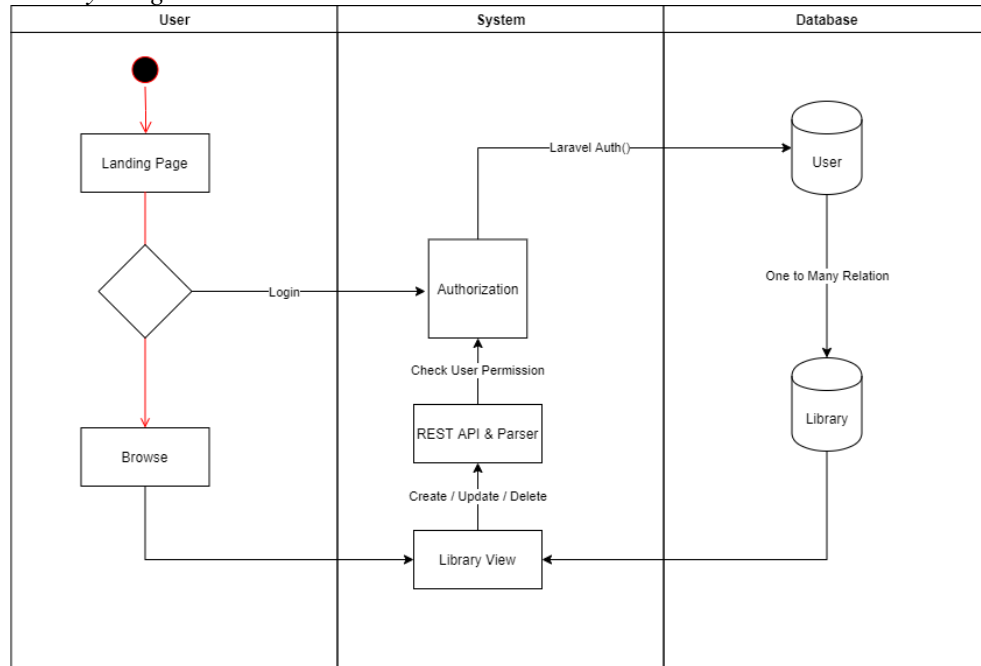 User
System
Database
Landing Page
User
Laravel Auth()
Login
Authorization
One to Many Relation
Check User Permission
Browse
REST API & Parser
Library
Create / Update / Delete
Library View